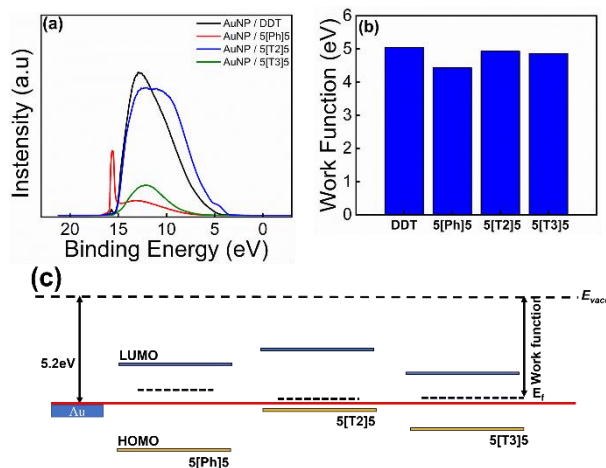 (a)
AuNP / DDT
AuNP / 5[Ph]5
AuNP / 5[T2]5
AuNP / 5[T3]5
Instensity (a.u)
20 15 10 5 0
Binding Energy (eV)
(b)
Work Function (eV)
6
5
4
3
2
1
0
DDT 5[Ph]5 5[T2]5 5[T3]5
(c)
5.2eV
LUMO
Work function
E_f
Au
5[T2]5
HOMO
5[Ph]5
5[T3]5